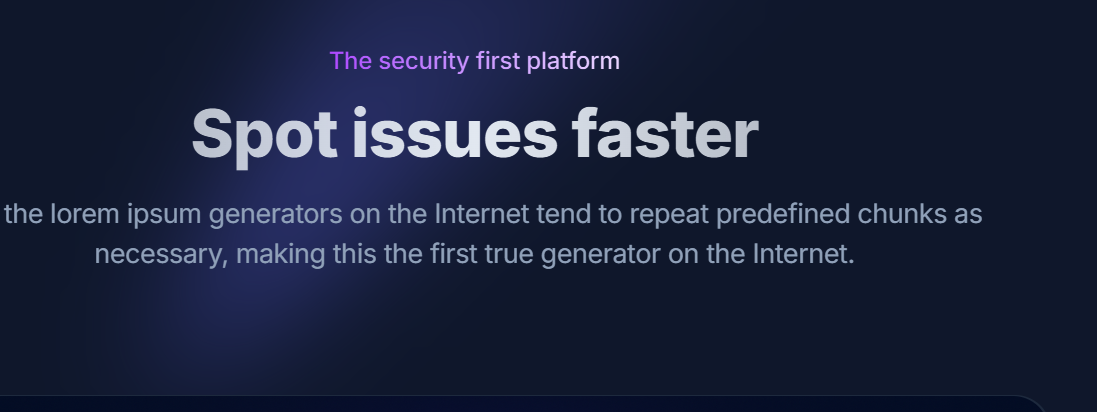 The security first platform
Spot issues faster
the lorem ipsum generators on the Internet tend to repeat predefined chunks as
necessary, making this the first true generator on the Internet.